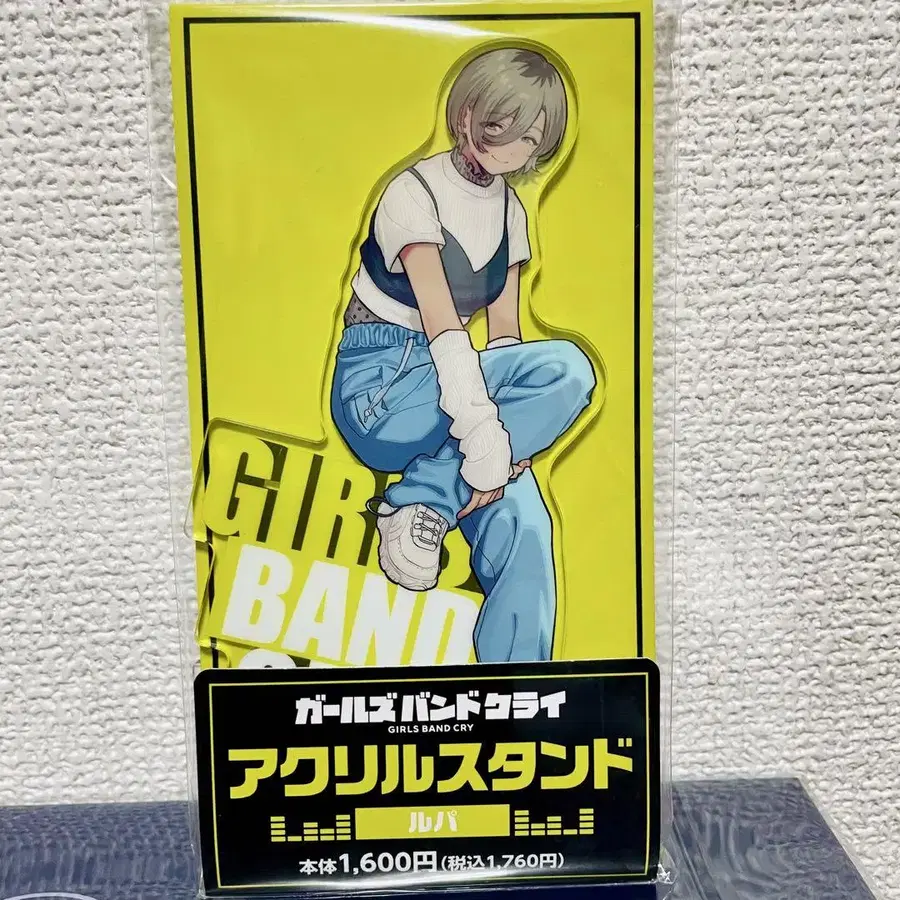 GIRLS
BAND
ガールズバンドクライ
GIRLS BAND CRY
アクリルスタンド
ルパ
本体1,600円(税込1,760円)